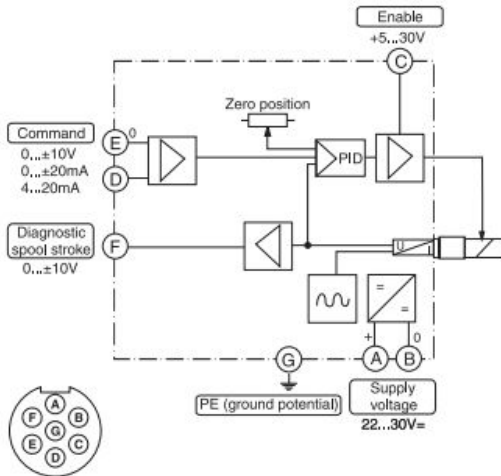 Enable
+5...30V
C
Zero position
Command
0...±10V
0...±20mA
4...20mA
E
0
D
PID
Diagnostic
spool stroke
0...±10V
F
U
L
=
=
+
0
G
A
B
PE (ground potential)
Supply
voltage
22...30V=
A
F
B
G
E
C
D